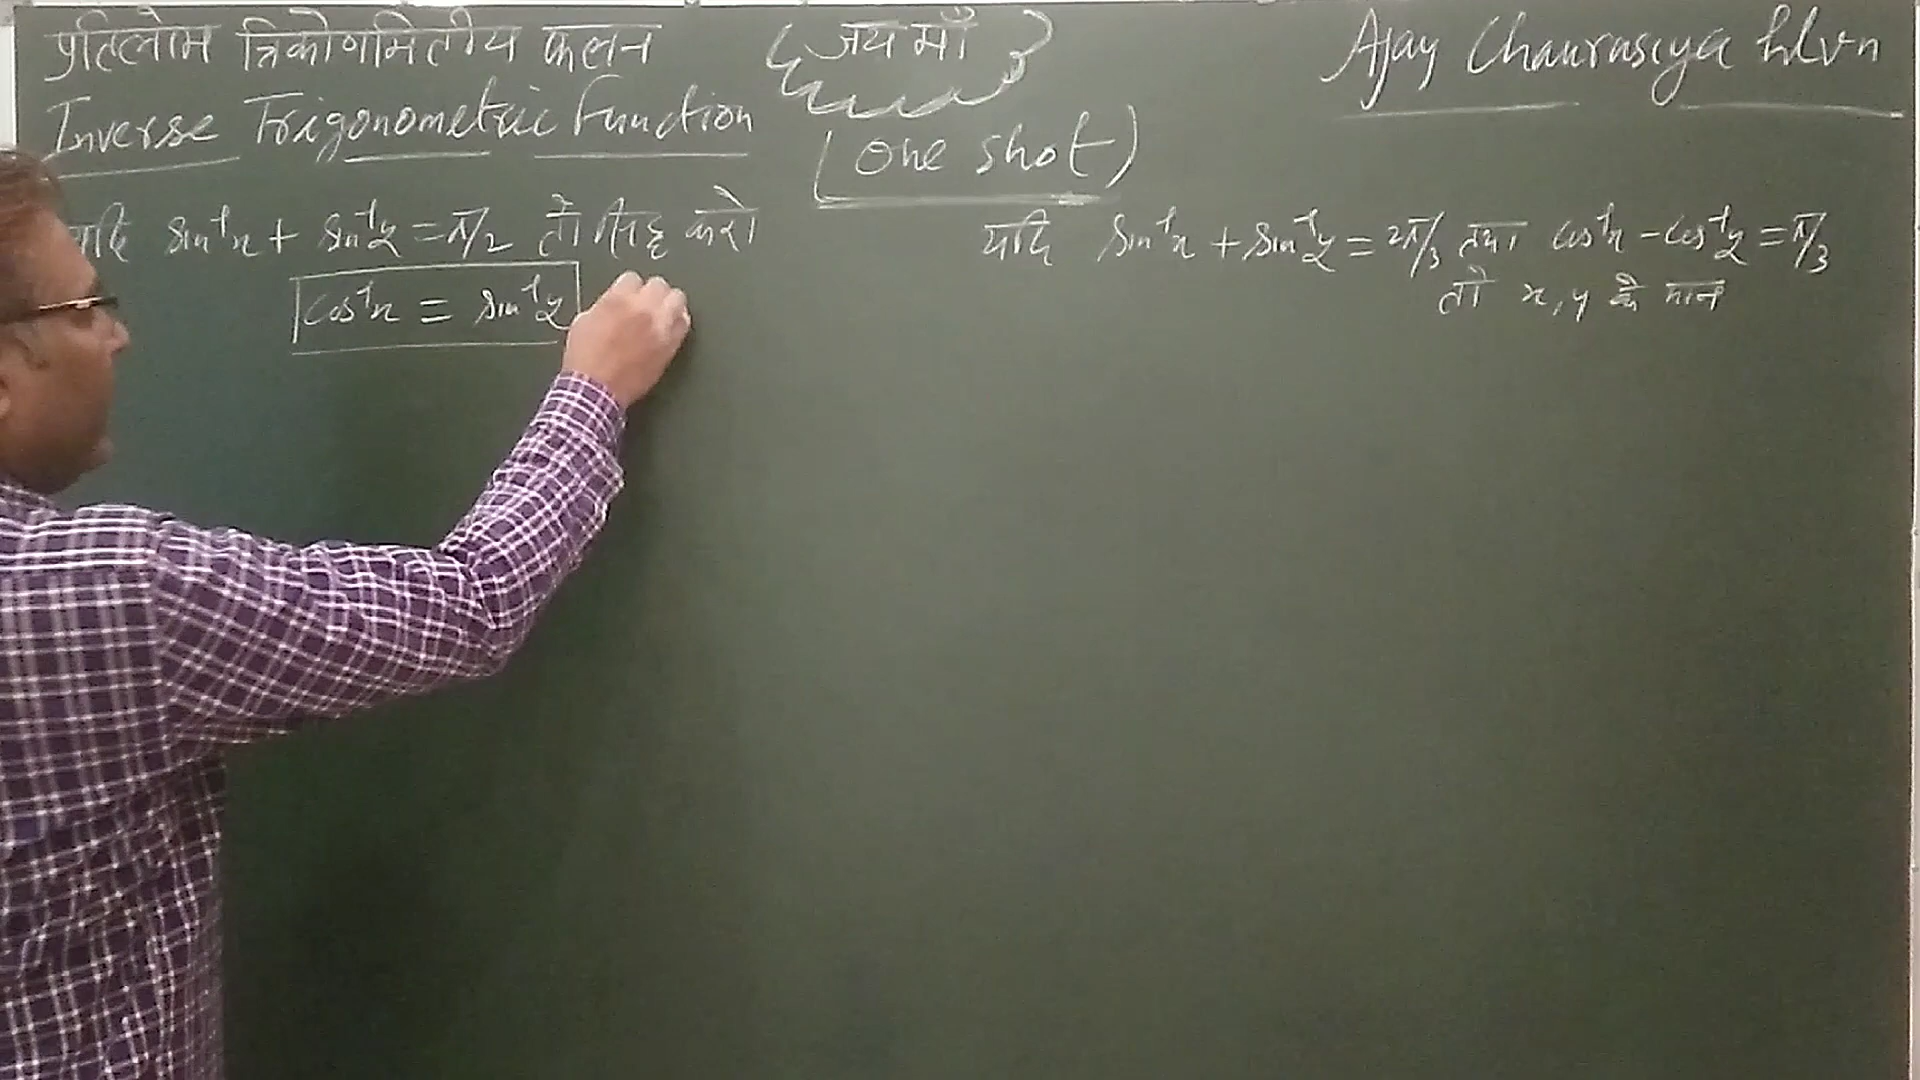 प्रतिलोम त्रिकोणमितीय फलन
Inverse Trigonometric Function
जय माँ
(one shot)
Ajay Chaurasiya hlvn
यदि sin⁻¹x + sin⁻¹y = π/2 तो सिद्ध करो
cos⁻¹x = sin⁻¹y
यदि sin⁻¹x + sin⁻¹y = 2π/3 तथा cos⁻¹x - cos⁻¹y = π/3
तो x, y के मान